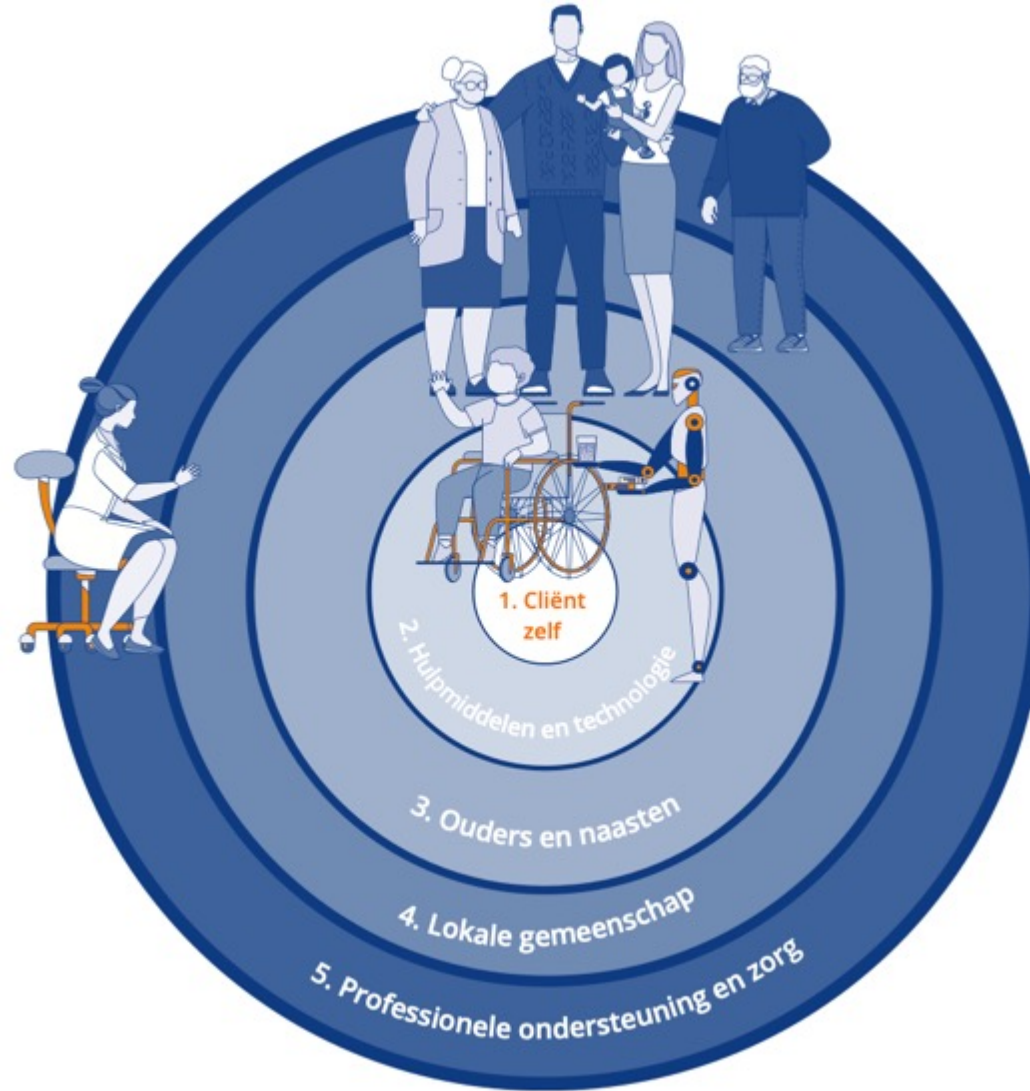 1. Cliënt
zelf
2. Hulpmiddelen en technologie
3. Ouders en naasten
4. Lokale gemeenschap
5. Professionele ondersteuning en zorg